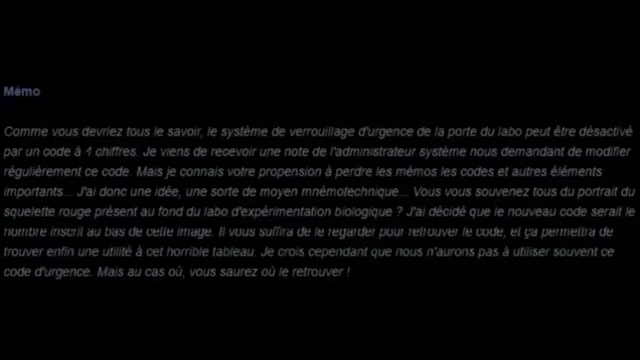 Mémo
Comme vous devriez tous le savoir, le système de verrouillage d'urgence de la porte du labo peut être désactivé
par un code à 4 chiffres. Je viens de recevoir une note de l'administrateur système nous demandant de modifier
régulièrement ce code. Mais je connais votre propension à perdre les mémos les codes et autres éléments
importants... J'ai donc une idée, une sorte de moyen mnémotechnique... Vous vous souvenez tous du portrait du
squelette rouge présent au fond du labo d'expérimentation biologique ? J'ai décidé que le nouveau code serait le
nombre inscrit au bas de cette image. Il vous suffira de le regarder pour retrouver le code, et ça permettra de
trouver enfin une utilité à cet horrible tableau. Je crois cependant que nous n'aurons pas à utiliser souvent ce
code d'urgence. Mais au cas où, vous saurez où le retrouver !